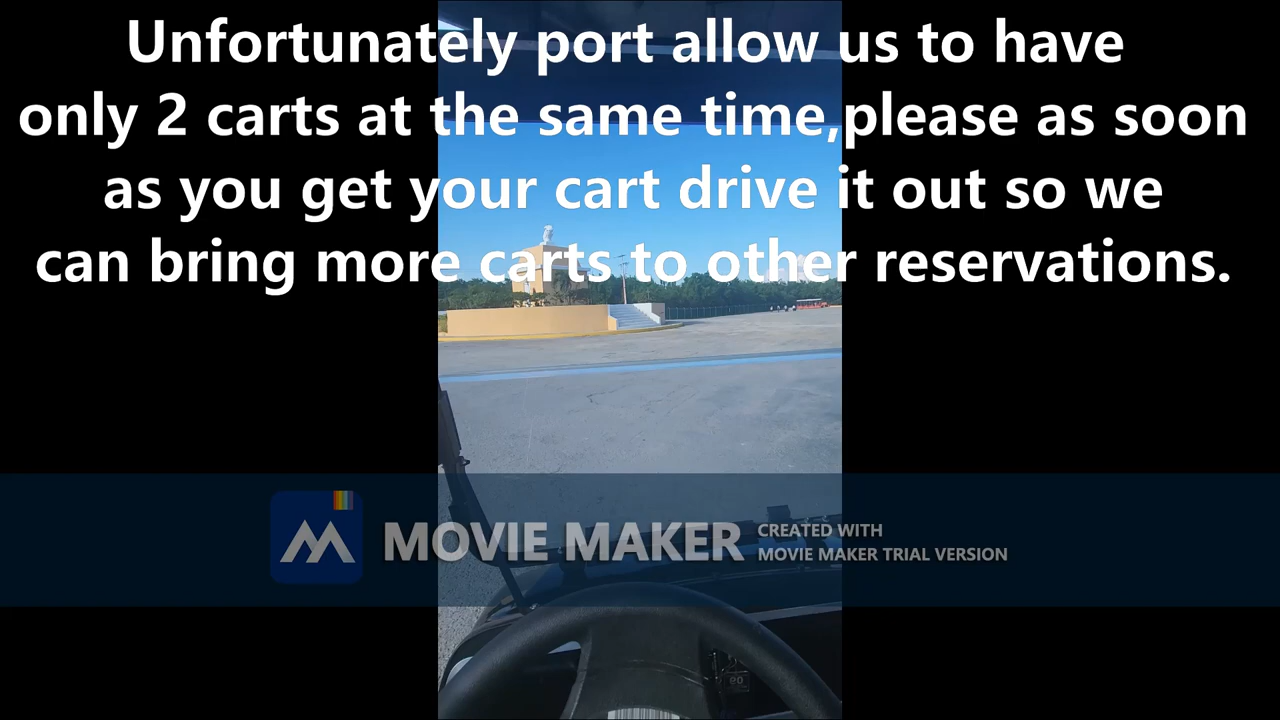 Unfortunately port allow us to have
only 2 carts at the same time,please as soon
as you get your cart drive it out so we
can bring more carts to other reservations.
MOVIE MAKER
CREATED WITH
MOVIE MAKER TRIAL VERSION